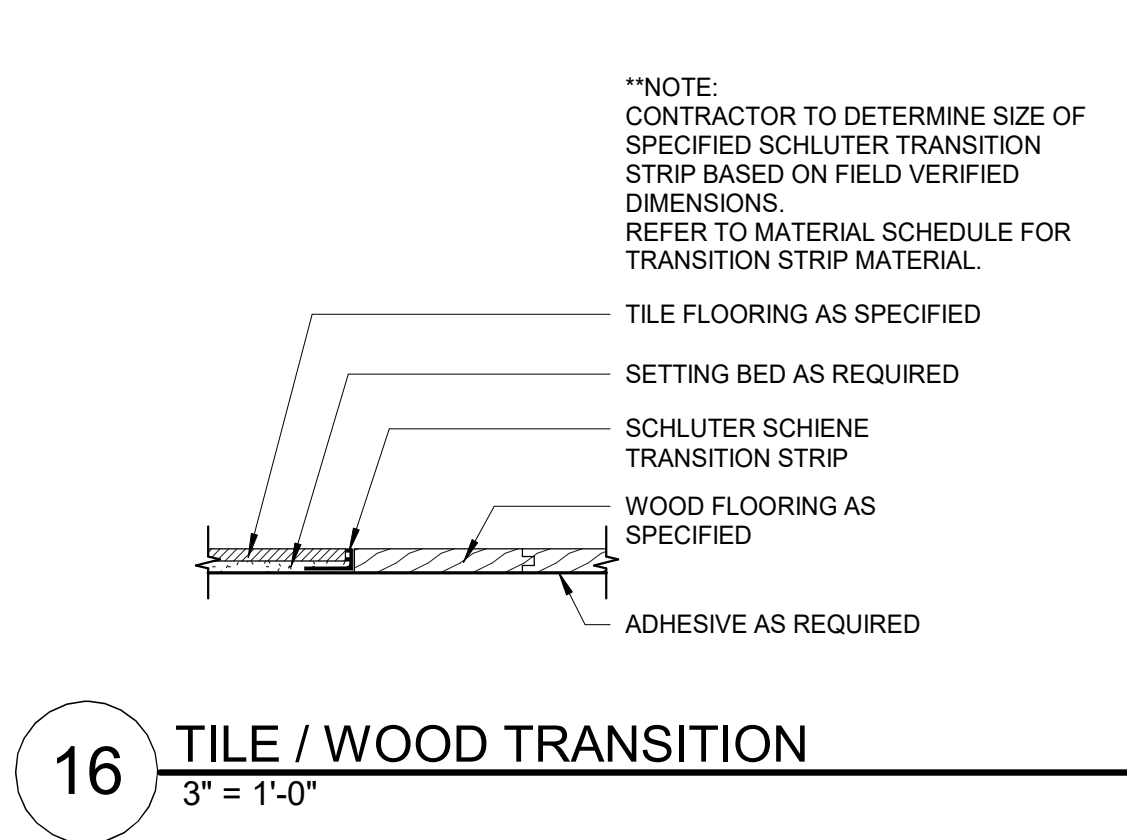 **NOTE:
CONTRACTOR TO DETERMINE SIZE OF
SPECIFIED SCHLUTER TRANSITION
STRIP BASED ON FIELD VERIFIED
DIMENSIONS.
REFER TO MATERIAL SCHEDULE FOR
TRANSITION STRIP MATERIAL.
TILE FLOORING AS SPECIFIED
SETTING BED AS REQUIRED
SCHLUTER SCHIENE
TRANSITION STRIP
WOOD FLOORING AS
SPECIFIED
ADHESIVE AS REQUIRED
16
TILE / WOOD TRANSITION
3" = 1'-0"